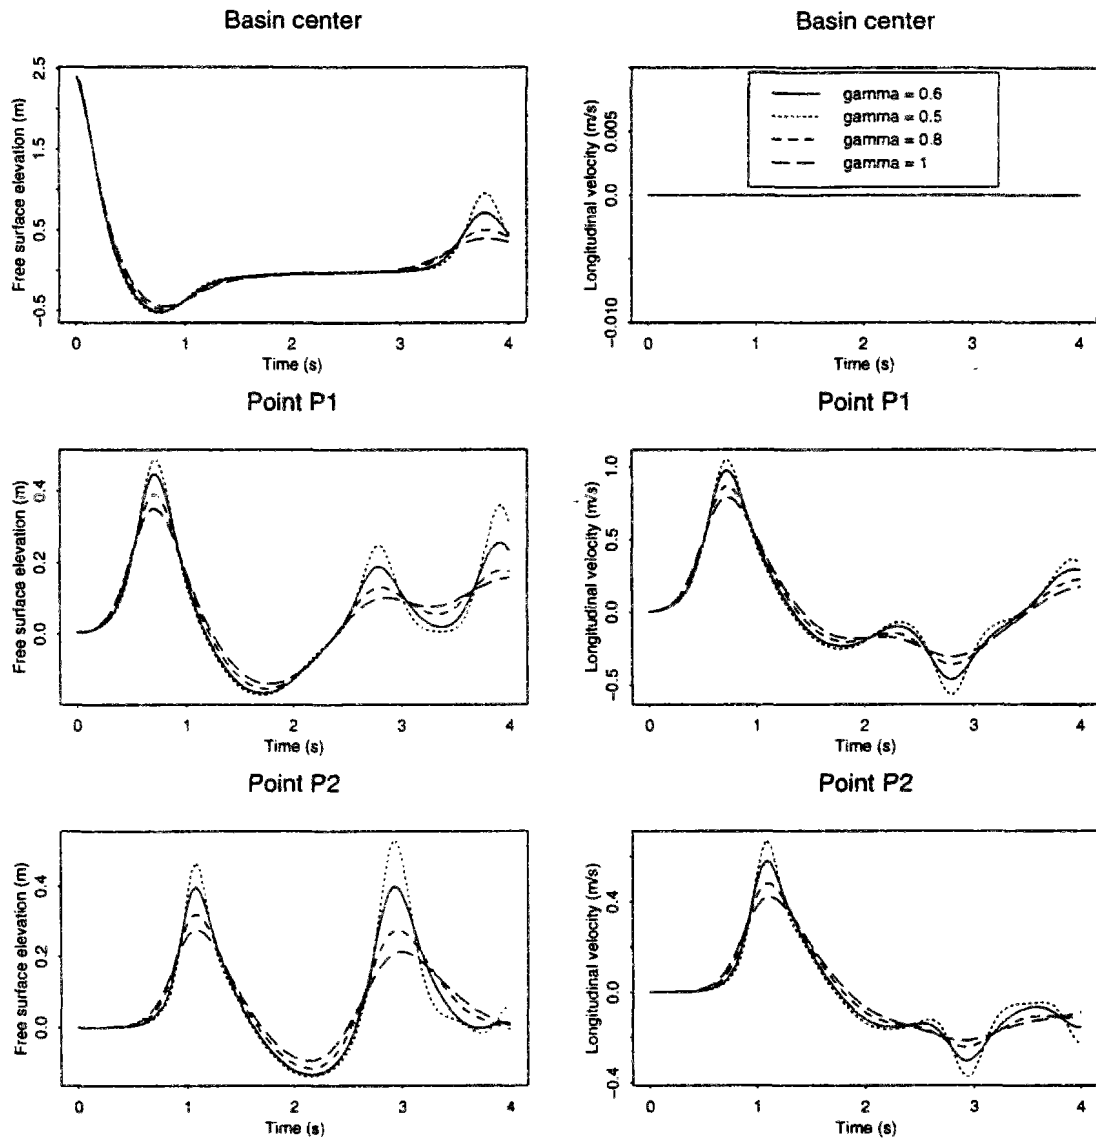 Basin center
Free surface elevation (m)
2.5
1.5
0.5
−0.5
0 1 2 3 4
Time (s)
Basin center
Longitudinal velocity (m/s)
0.005
0.0
−0.010
gamma = 0.6
gamma = 0.5
gamma = 0.8
gamma = 1
0 1 2 3 4
Time (s)
Point P1
Free surface elevation (m)
0.4
0.2
0.0
0 1 2 3 4
Time (s)
Point P1
Longitudinal velocity (m/s)
1.0
0.5
0.0
−0.5
0 1 2 3 4
Time (s)
Point P2
Free surface elevation (m)
0.4
0.2
0.0
0 1 2 3 4
Time (s)
Point P2
Longitudinal velocity (m/s)
0.4
0.0
−0.4
0 1 2 3 4
Time (s)